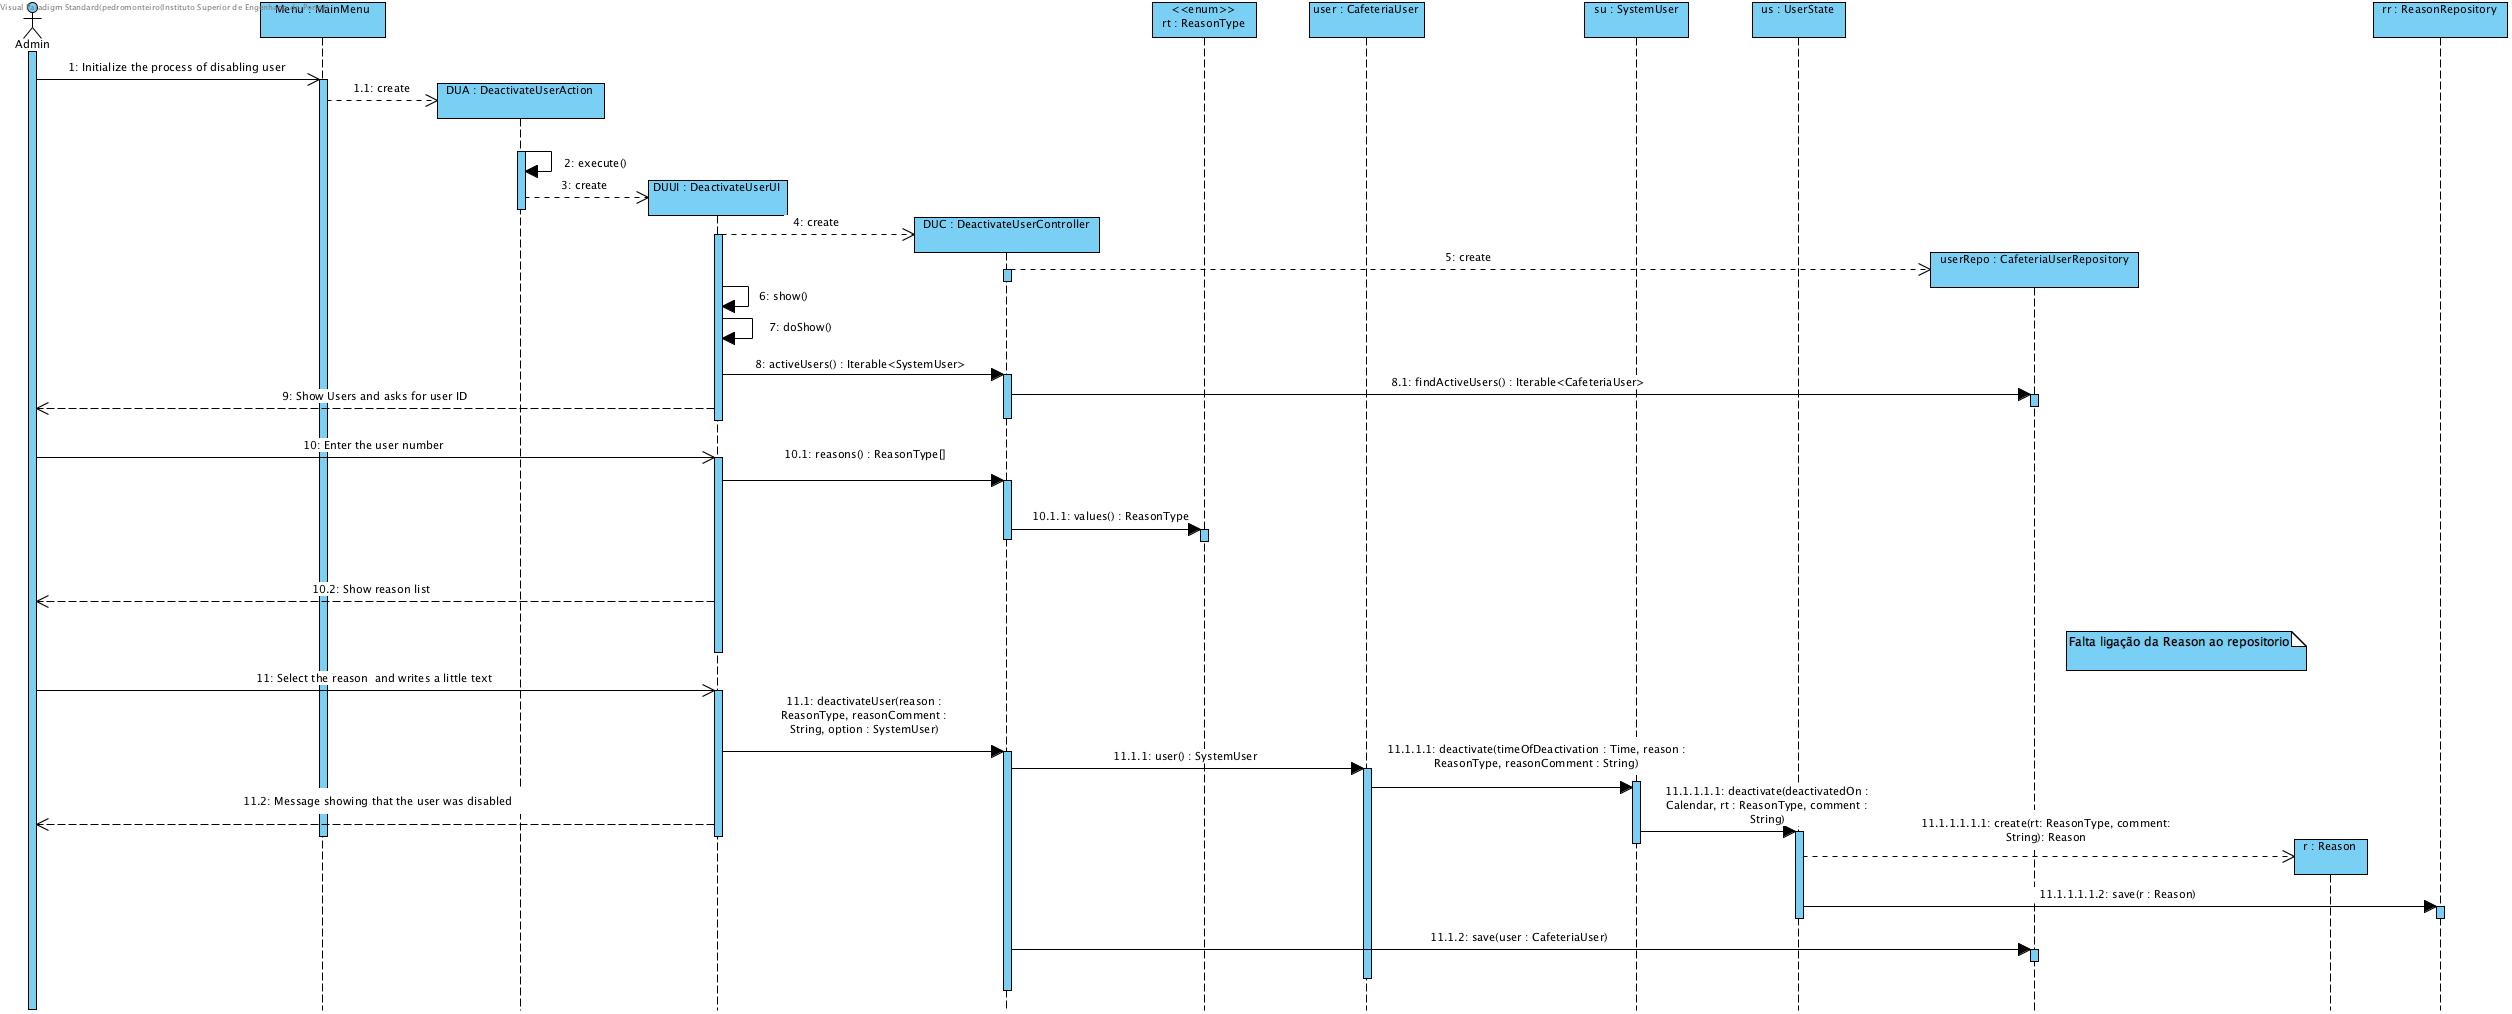 Visual Paradigm Standard(pedromonteiro(Instituto Superior de Engenharia do
Admin
Menu : MainMenu
<<enum>>
rt : ReasonType
user : CafeteriaUser
su : SystemUser
us : UserState
rr : ReasonRepository
1: Initialize the process of disabling user
1.1: create
DUA : DeactivateUserAction
2: execute()
3: create
DUUI : DeactivateUserUI
4: create
DUC : DeactivateUserController
5: create
userRepo : CafeteriaUserRepository
6: show()
7: doShow()
8: activeUsers() : Iterable<SystemUser>
8.1: findActiveUsers() : Iterable<CafeteriaUser>
9: Show Users and asks for user ID
10: Enter the user number
10.1: reasons() : ReasonType[]
10.1.1: values() : ReasonType
10.2: Show reason list
Falta ligação da Reason ao repositorio
11: Select the reason  and writes a little text
11.1: deactivateUser(reason :
ReasonType, reasonComment :
String, option : SystemUser)
11.1.1: user() : SystemUser
11.1.1.1: deactivate(timeOfDeactivation : Time, reason :
ReasonType, reasonComment : String)
11.1.1.1.1: deactivate(deactivatedOn :
Calendar, rt : ReasonType, comment :
String)
11.2: Message showing that the user was disabled
11.1.1.1.1.1: create(rt: ReasonType, comment:
String): Reason
r : Reason
11.1.1.1.1.2: save(r : Reason)
11.1.2: save(user : CafeteriaUser)